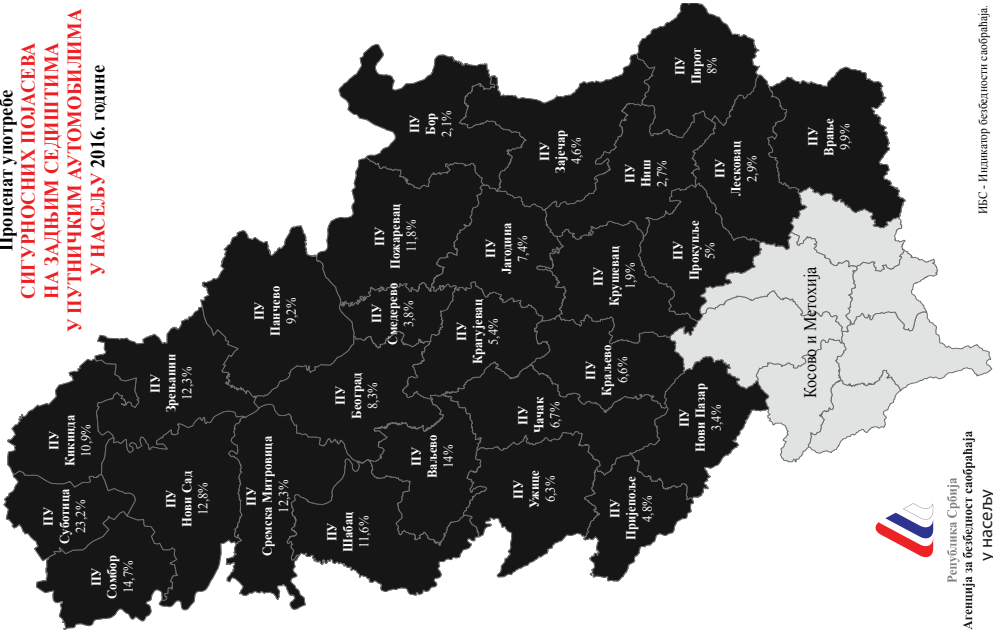 Проценат употребе
СИГУРНОСНИХ ПОЈАСЕВА
НА ЗАДЊИМ СЕДИШТИМА
У ПУТНИЧКИМ АУТОМОБИЛИМА
У НАСЕЉУ 2016. године
ПУ
Суботица
23,2%
ПУ
Кикинда
10,9%
ПУ
Сомбор
14,7%
ПУ
Нови Сад
12,8%
ПУ
Зрењанин
12,3%
ПУ
Сремска Митровица
12,3%
ПУ
Панчево
9,2%
ПУ
Шабац
11,6%
ПУ
Београд
8,3%
ПУ
Смедерево
3,8%
ПУ
Пожаревац
11,8%
ПУ
Бор
2,1%
ПУ
Ваљево
14%
ПУ
Крагујевац
5,4%
ПУ
Јагодина
7,4%
ПУ
Зајечар
4,6%
ПУ
Ужице
6,3%
ПУ
Чачак
6,7%
ПУ
Краљево
6,6%
ПУ
Крушевац
1,9%
ПУ
Ниш
2,7%
ПУ
Пирот
8%
ПУ
Пријепоље
4,8%
ПУ
Нови Пазар
3,4%
ПУ
Прокупље
5%
ПУ
Лесковац
2,9%
ПУ
Врање
9,9%
Косово и Метохија
Република Србија
Агенција за безбедност саобраћаја
у насељу
ИБС - Индикатор безбедности саобраћаја.